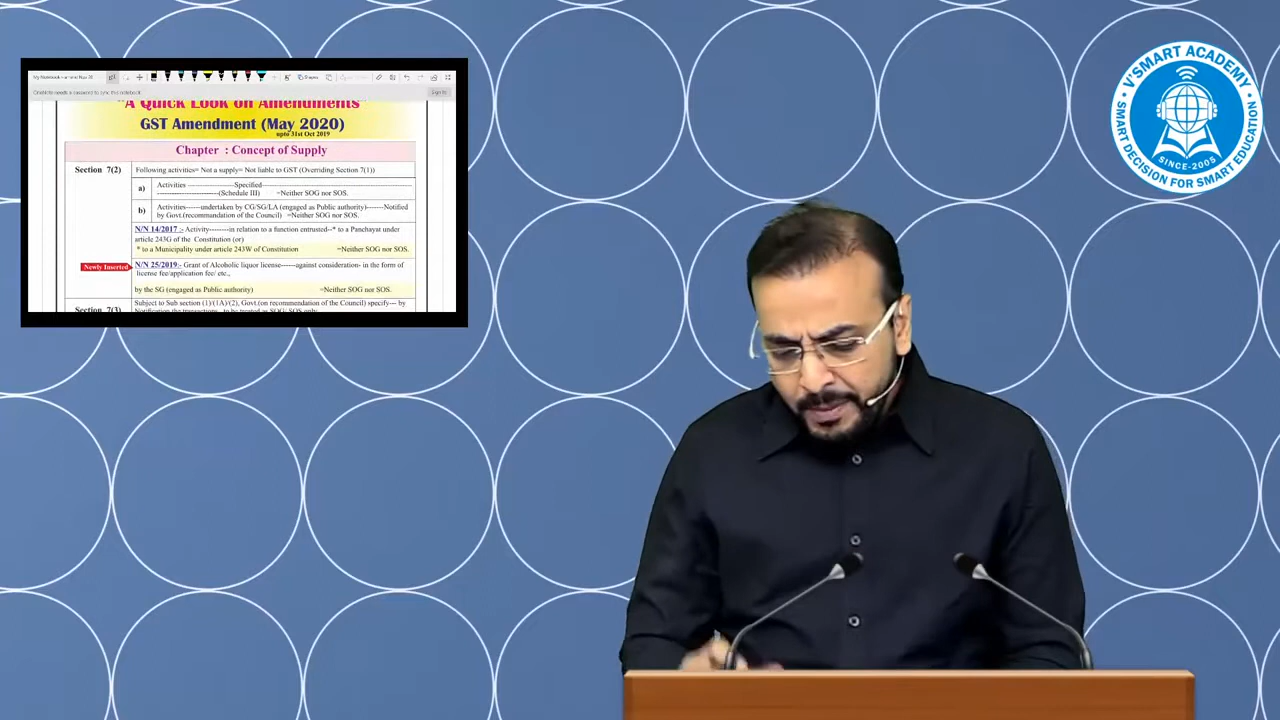 "A Quick Look on Amendments"
GST Amendment (May 2020)
upto 31st Oct 2019
Chapter : Concept of Supply
Section 7(2)
Following activities= Not a supply= Not liable to GST (Overriding Section 7(1))
a)
Activities --------------------Specified----------------------------------------------------------
---------------------------(Schedule III) =Neither SOG nor SOS.
b)
Activities------undertaken by CG/SG/LA (engaged as Public authority)-------Notified
by Govt.(recommandation of the Council) =Neither SOG nor SOS.
N/N 14/2017 :- Activity--------in relation to a function entrusted--* to a Panchayat under
article 243G of the Constitution (or)
* to a Municipality under article 243W of Constitution =Neither SOG nor SOS.
Newly Inserted
N/N 25/2019:- Grant of Alcoholic liquor license------against consideration- in the form of
license fee/application fee/ etc.,
by the SG (engaged as Public authority) =Neither SOG nor SOS.
Section 7(3)
Subject to Sub section (1)/(1A)/(2), Govt.(on recommendation of the Council) specify--- by
V'SMART ACADEMY
SINCE-2005
SMART DECISION FOR SMART EDUCATION